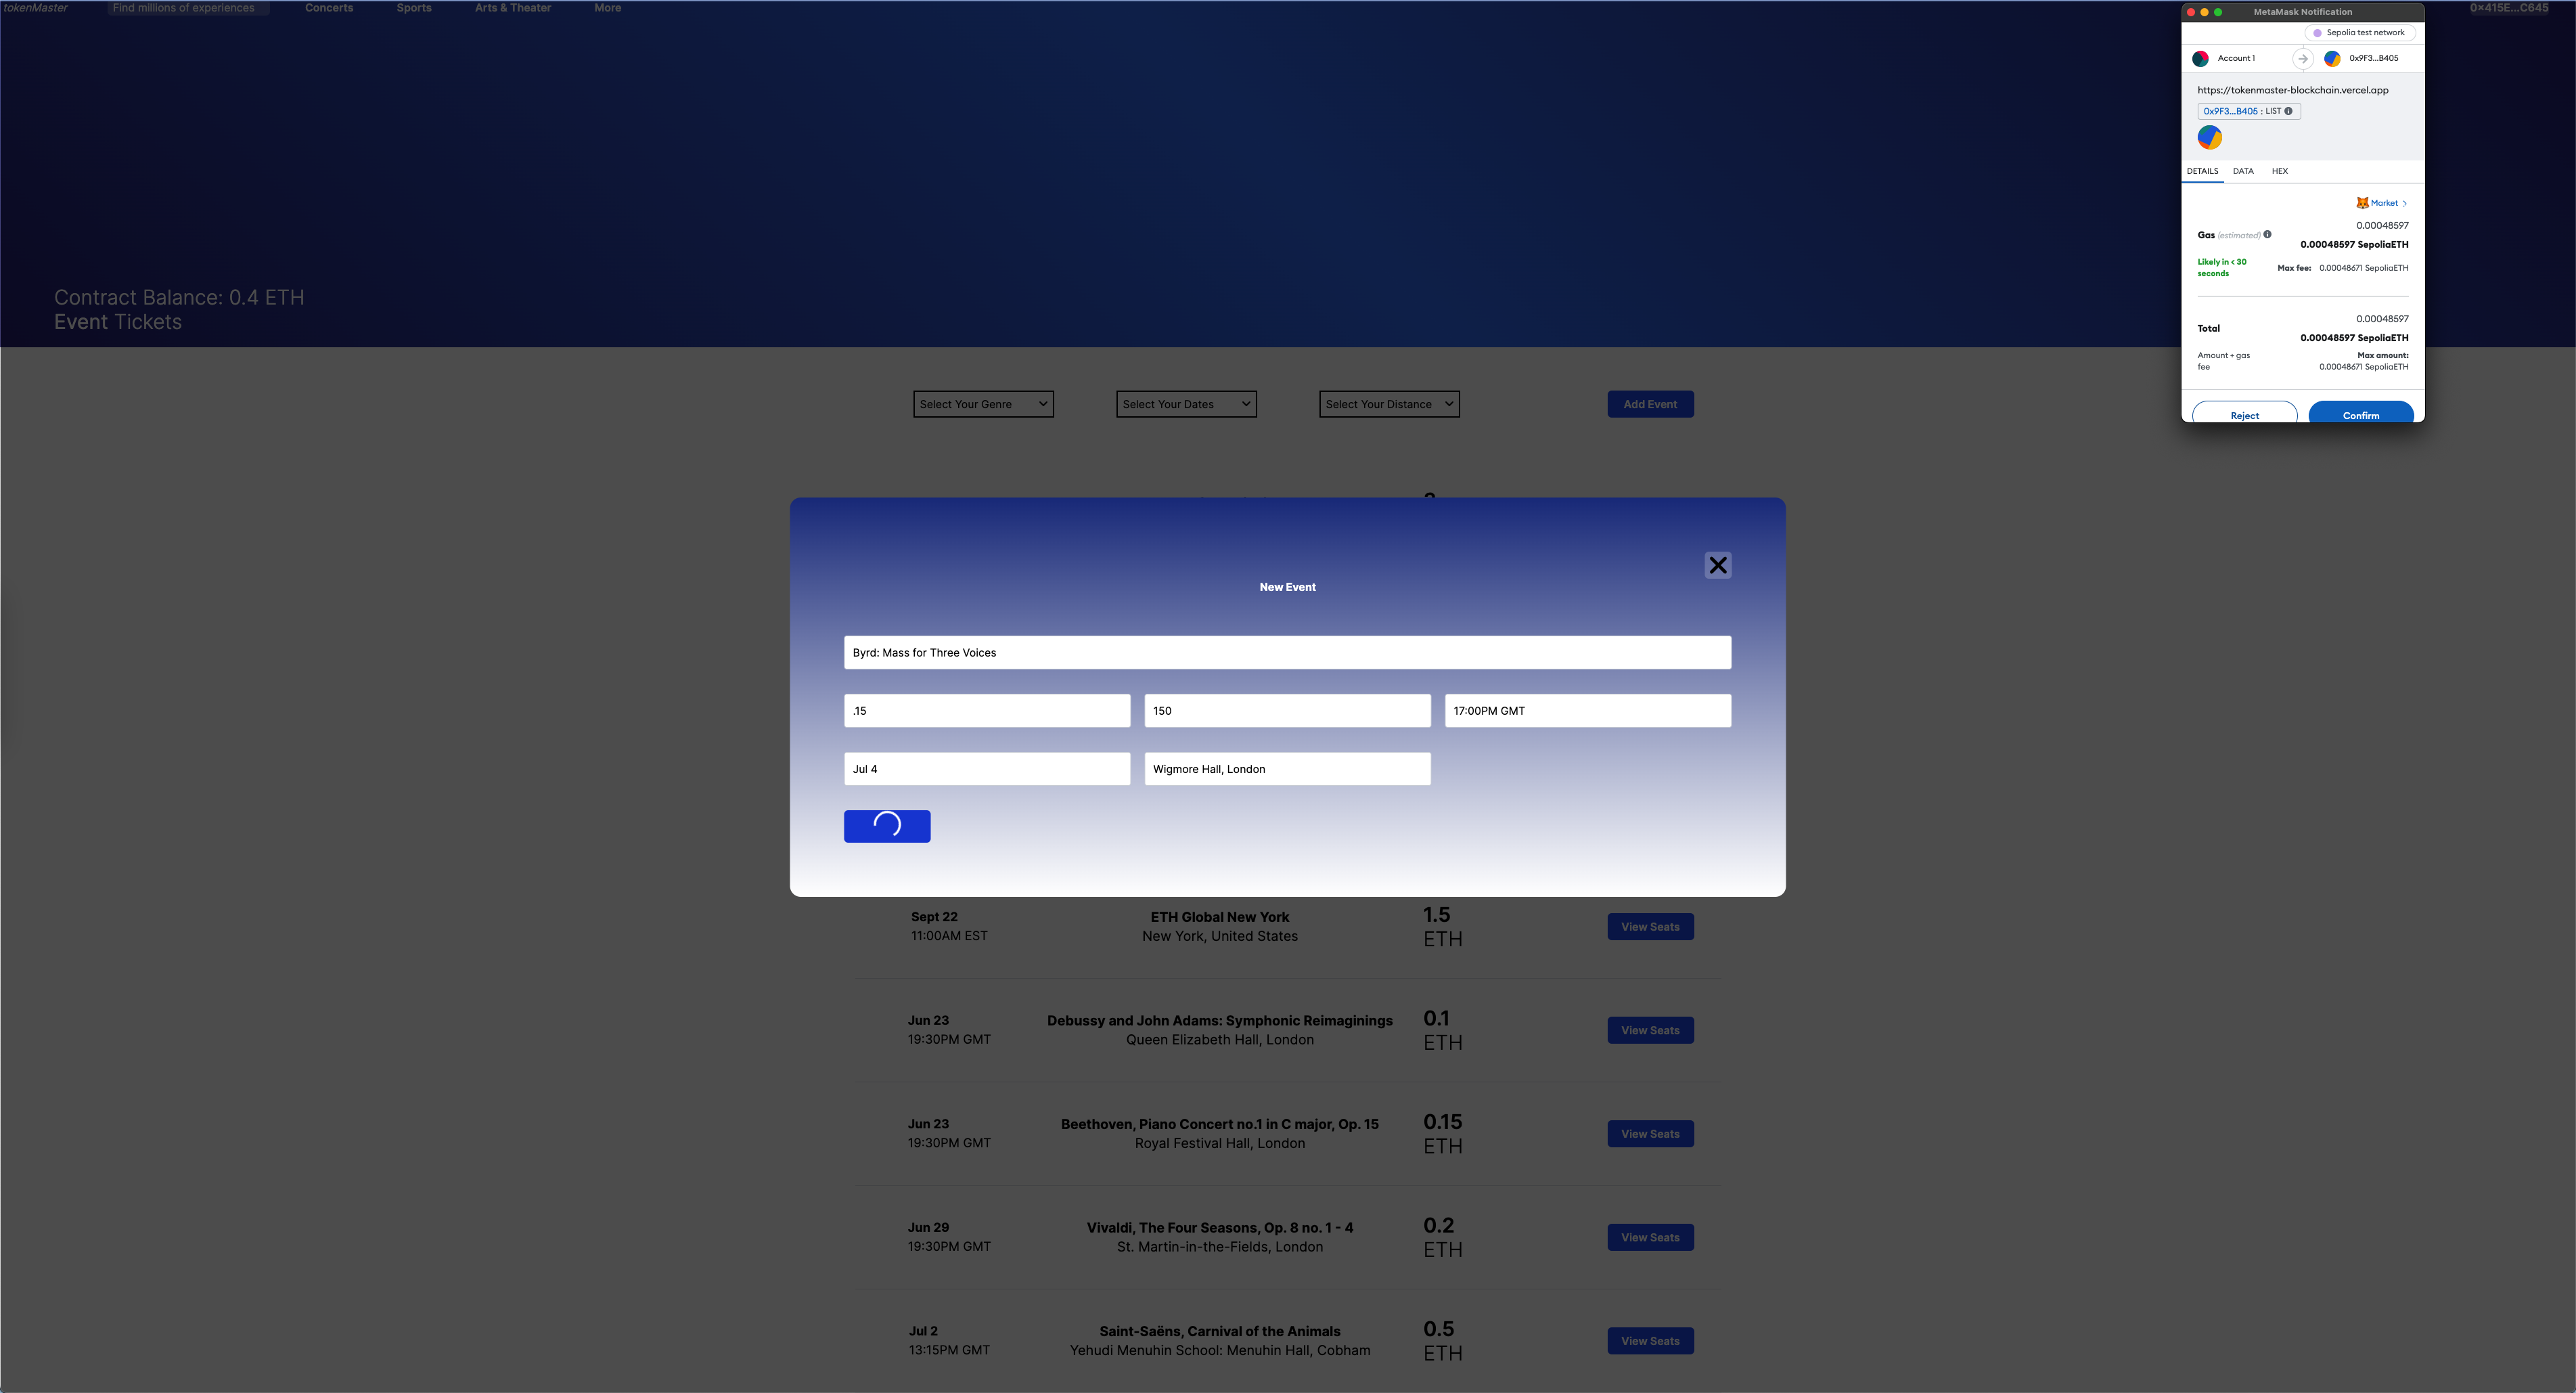 tokenMaster
Find millions of experiences
Concerts
Sports
Arts & Theater
More
0x415E...C645
Contract Balance: 0.4 ETH
Event Tickets
Select Your Genre
Select Your Dates
Select Your Distance
Add Event
MetaMask Notification
Sepolia test network
Account 1
0x9F3...B405
https://tokenmaster-blockchain.vercel.app
0x9F3...B405 : LIST
DETAILS
DATA
HEX
Market
0.00048597
Gas (estimated)
0.00048597 SepoliaETH
Likely in < 30
seconds
Max fee: 0.00048671 SepoliaETH
0.00048597
Total
0.00048597 SepoliaETH
Amount + gas
fee
Max amount:
0.00048671 SepoliaETH
Reject
Confirm
New Event
Byrd: Mass for Three Voices
.15
150
17:00PM GMT
Jul 4
Wigmore Hall, London
Sept 22
11:00AM EST
ETH Global New York
New York, United States
1.5
ETH
View Seats
Jun 23
19:30PM GMT
Debussy and John Adams: Symphonic Reimaginings
Queen Elizabeth Hall, London
0.1
ETH
View Seats
Jun 23
19:30PM GMT
Beethoven, Piano Concert no.1 in C major, Op. 15
Royal Festival Hall, London
0.15
ETH
View Seats
Jun 29
19:30PM GMT
Vivaldi, The Four Seasons, Op. 8 no. 1 - 4
St. Martin-in-the-Fields, London
0.2
ETH
View Seats
Jul 2
13:15PM GMT
Saint-Saëns, Carnival of the Animals
Yehudi Menuhin School: Menuhin Hall, Cobham
0.5
ETH
View Seats